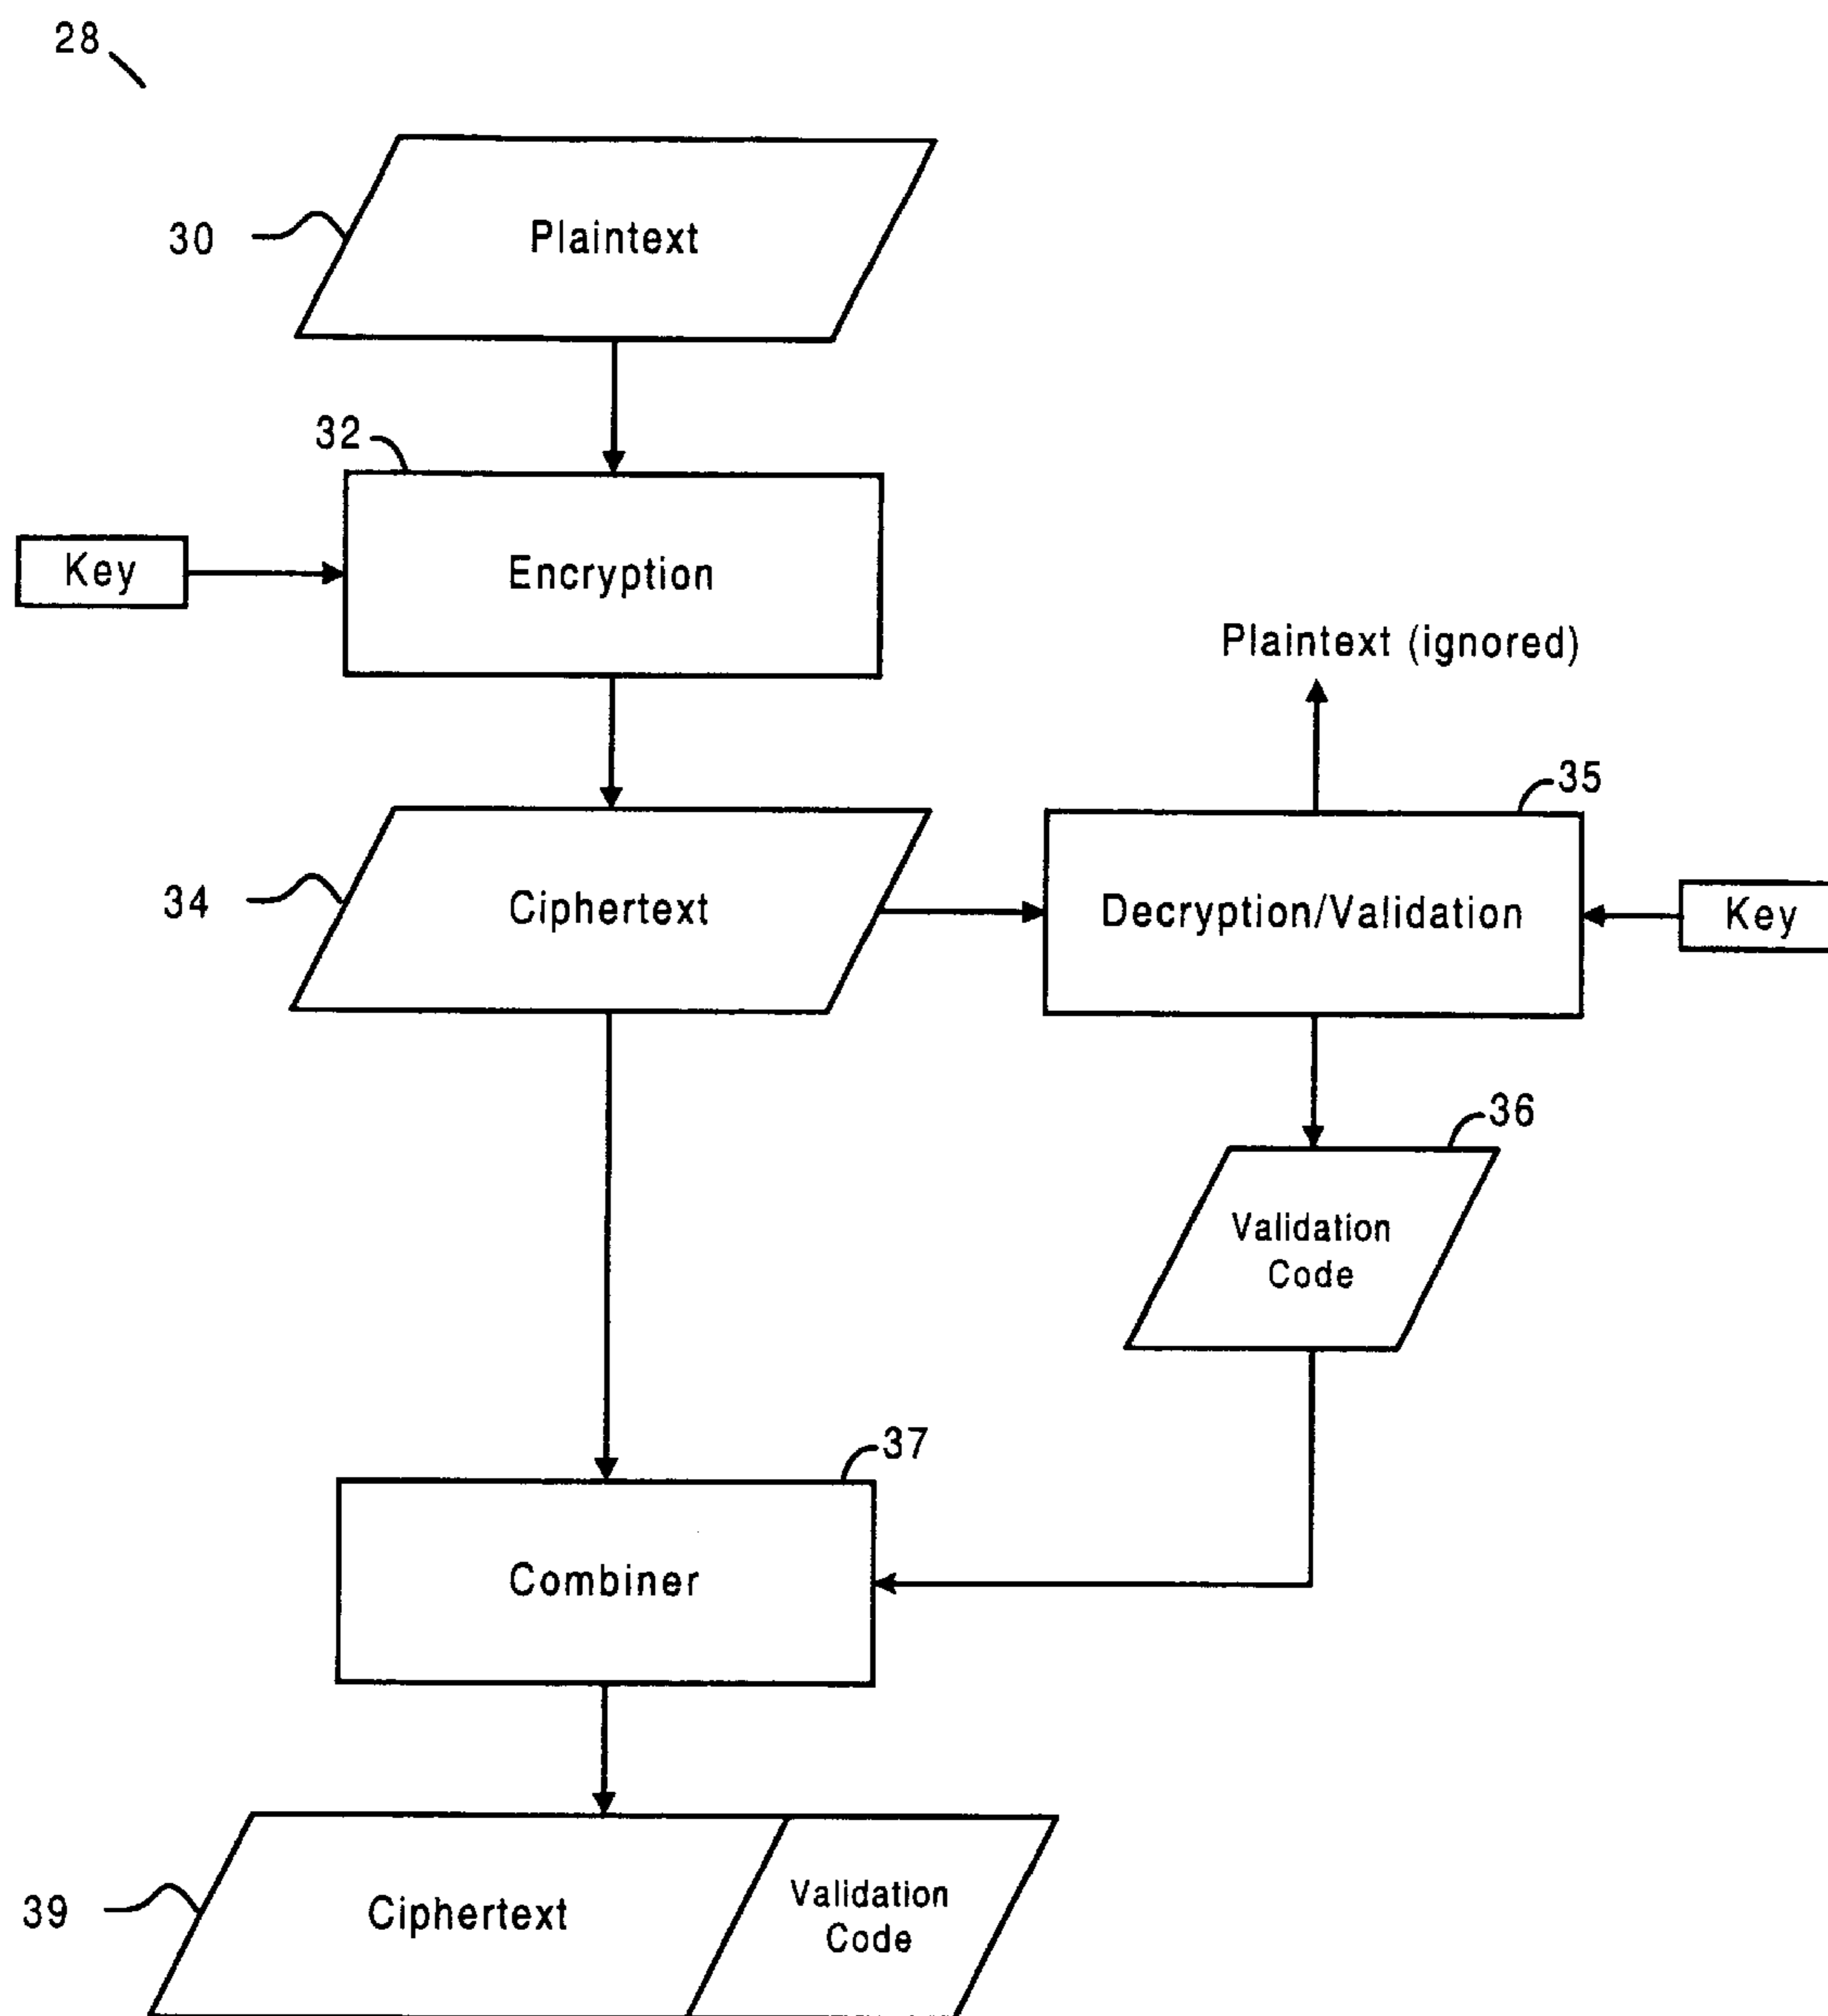 28
30
Plaintext
32
Key
Encryption
Plaintext (ignored)
35
34
Ciphertext
Decryption/Validation
Key
36
Validation
Code
37
Combiner
39
Ciphertext
Validation
Code